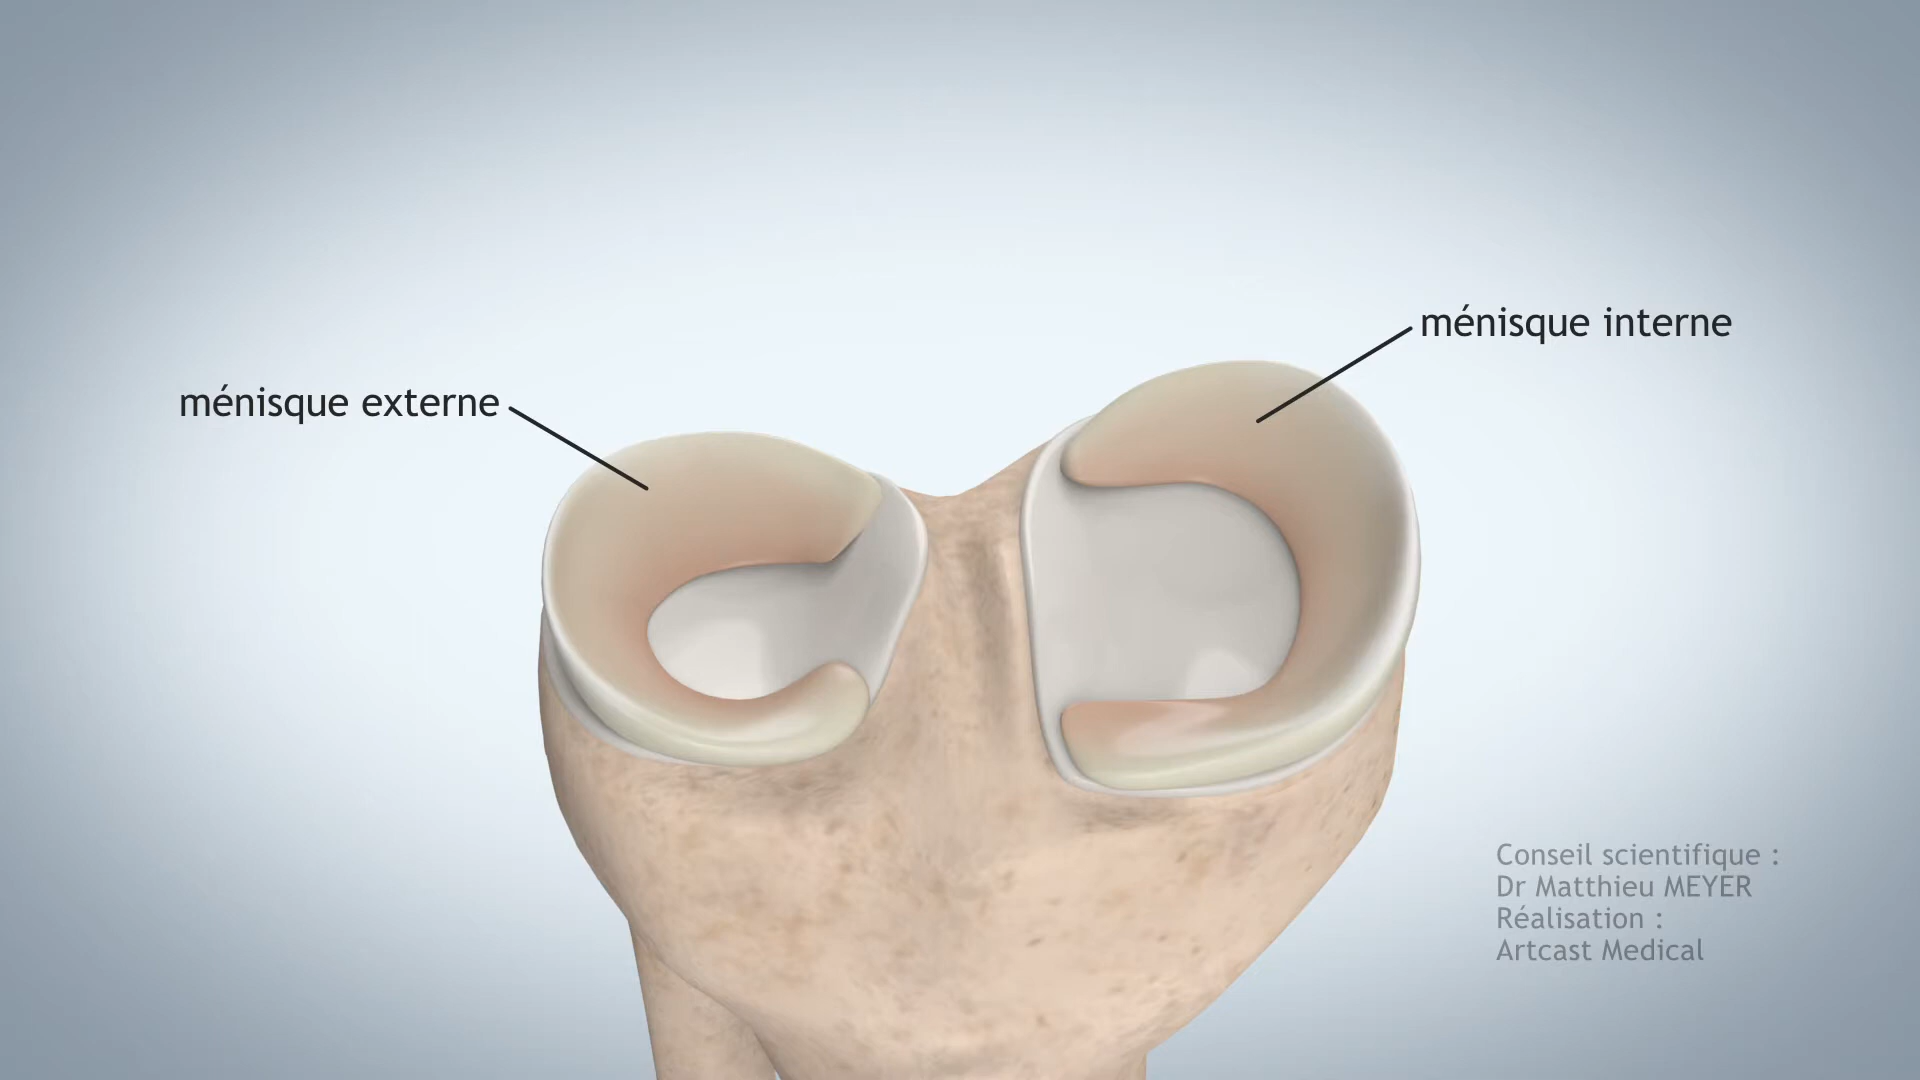 ménisque interne
ménisque externe
Conseil scientifique :
Dr Matthieu MEYER
Réalisation :
Artcast Medical